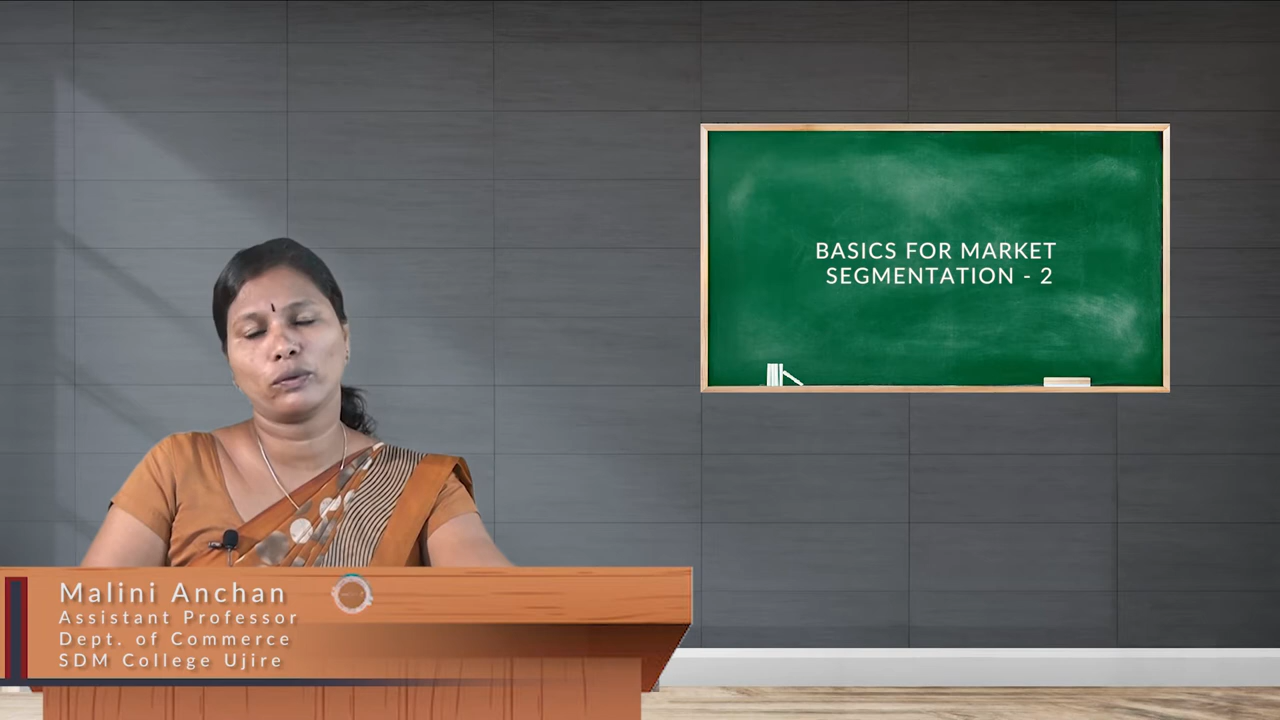 BASICS FOR MARKET
SEGMENTATION - 2
Malini Anchan
Assistant Professor
Dept. of Commerce
SDM College Ujire